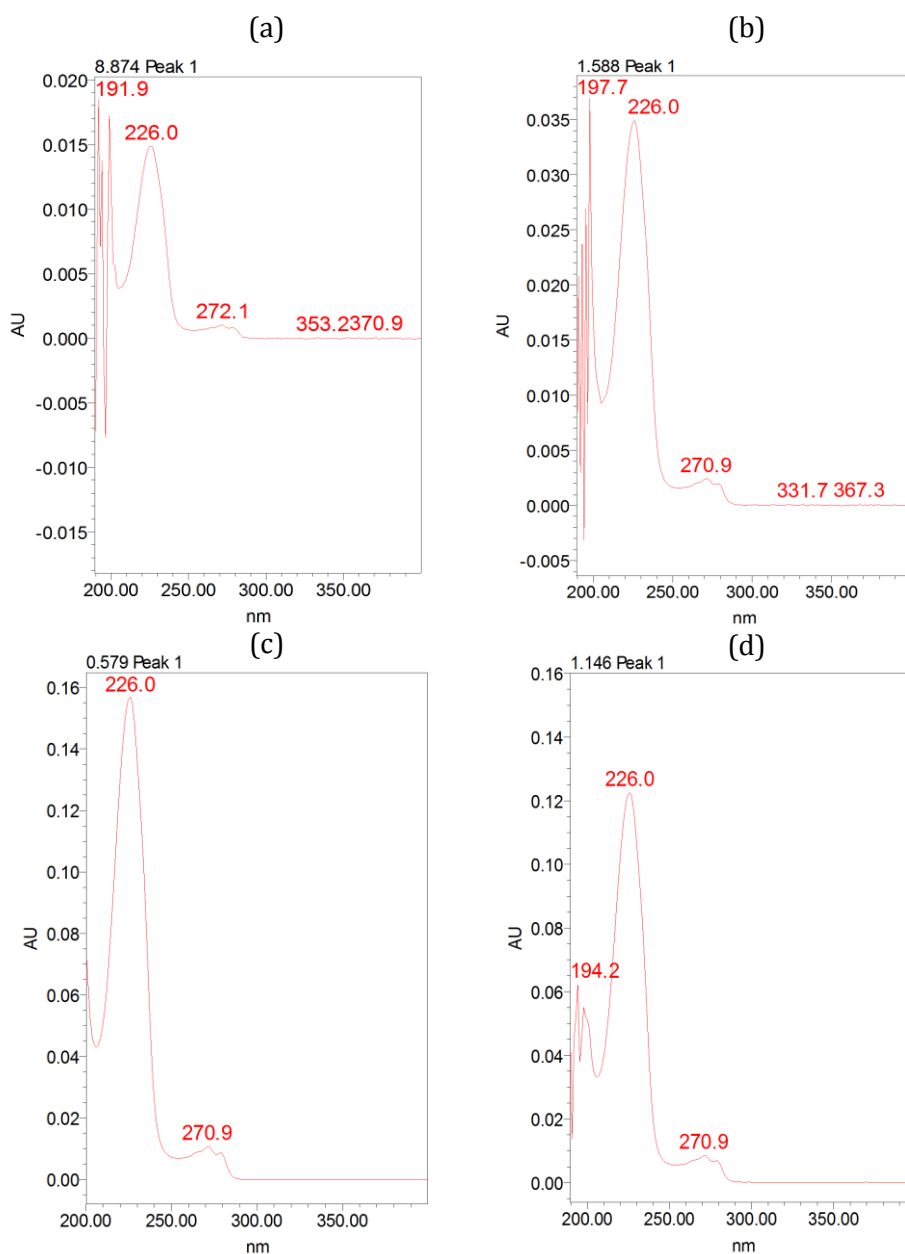 (a)
8.874 Peak 1
0.020
191.9
226.0
0.015
0.010
0.005
272.1
353.2370.9
0.000
AU
-0.005
-0.010
-0.015
200.00 250.00 300.00 350.00
nm
(b)
1.588 Peak 1
197.7
226.0
0.035
0.030
0.025
0.020
0.015
AU
0.010
0.005
270.9
331.7 367.3
0.000
-0.005
200.00 250.00 300.00 350.00
nm
(c)
0.579 Peak 1
0.16
226.0
0.14
0.12
0.10
0.08
AU
0.06
0.04
0.02
270.9
0.00
200.00 250.00 300.00 350.00
nm
(d)
1.146 Peak 1
0.16
0.14
226.0
0.12
0.10
0.08
AU
194.2
0.06
0.04
0.02
270.9
0.00
200.00 250.00 300.00 350.00
nm